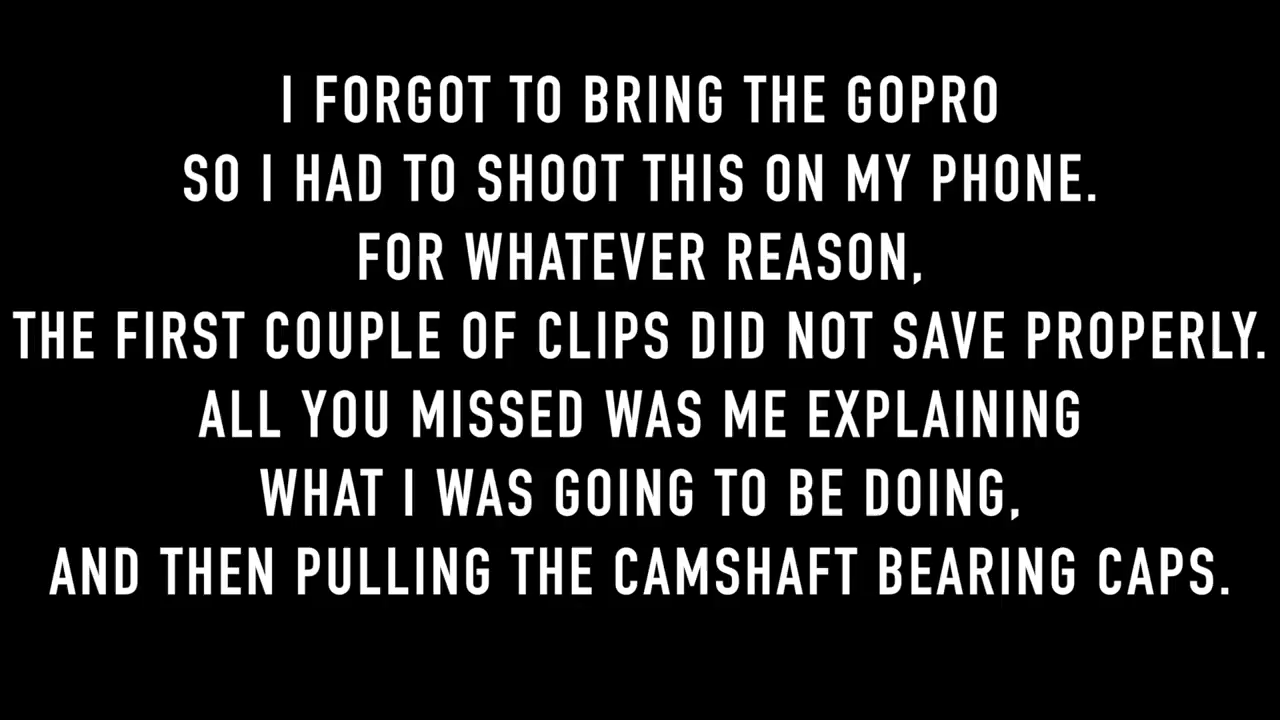 I FORGOT TO BRING THE GOPRO
SO I HAD TO SHOOT THIS ON MY PHONE.
FOR WHATEVER REASON,
THE FIRST COUPLE OF CLIPS DID NOT SAVE PROPERLY.
ALL YOU MISSED WAS ME EXPLAINING
WHAT I WAS GOING TO BE DOING,
AND THEN PULLING THE CAMSHAFT BEARING CAPS.